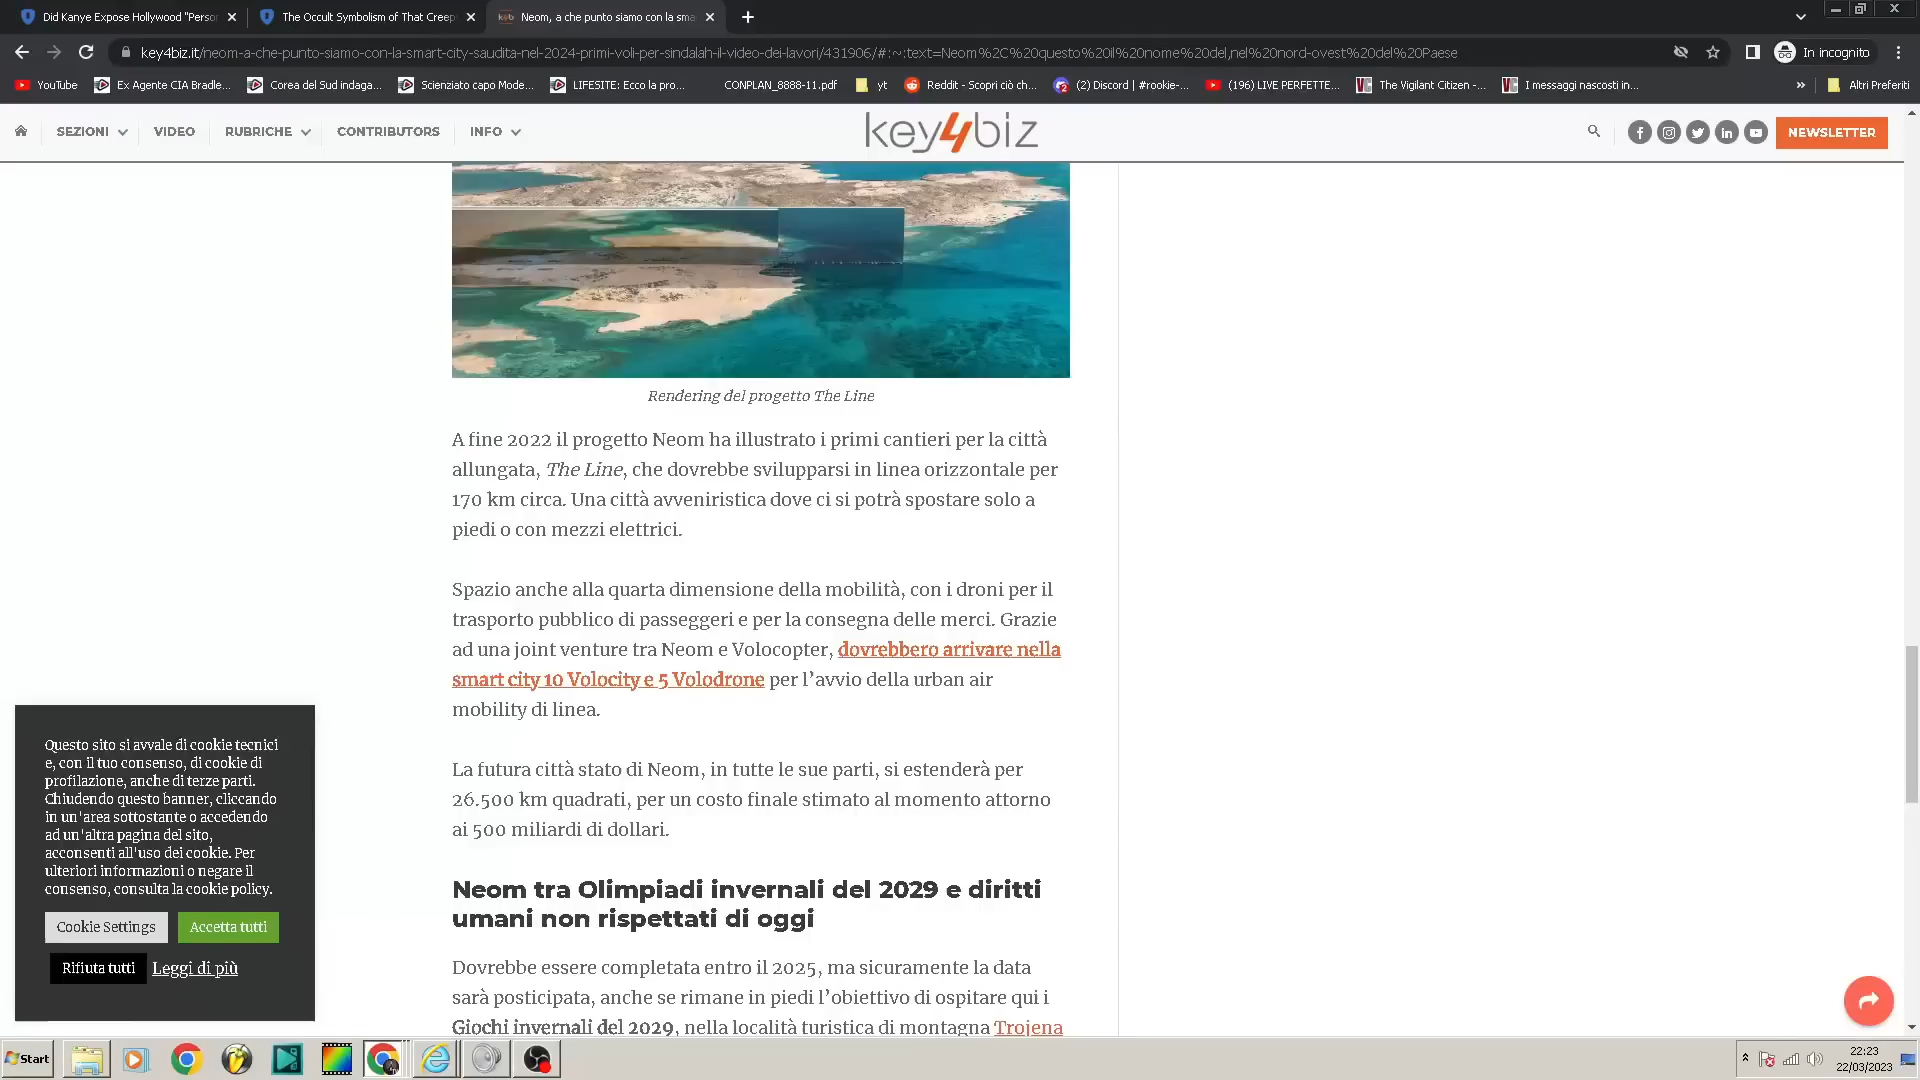 Did Kanye Expose Hollywood "Person
The Occult Symbolism of That Creep
Neom, a che punto siamo con la sma
key4biz.it/neom-a-che-punto-siamo-con-la-smart-city-saudita-nel-2024-primi-voli-per-sindalah-il-video-dei-lavori/431906/#:~:text=Neom%2C%20questo%20il%20nome%20del,nel%20nord-ovest%20del%20Paese
In incognito
YouTube
Ex Agente CIA Bradle...
Corea del Sud indaga...
Scienziato capo Mode...
LIFESITE: Ecco la pro...
CONPLAN_8888-11.pdf
yt
Reddit - Scopri ciò ch...
(2) Discord | #rookie-...
(196) LIVE PERFETTE...
The Vigilant Citizen -...
I messaggi nascosti in...
»
Altri Preferiti
SEZIONI
VIDEO
RUBRICHE
CONTRIBUTORS
INFO
key4biz
NEWSLETTER
Rendering del progetto The Line
A fine 2022 il progetto Neom ha illustrato i primi cantieri per la città
allungata, The Line, che dovrebbe svilupparsi in linea orizzontale per
170 km circa. Una città avveniristica dove ci si potrà spostare solo a
piedi o con mezzi elettrici.
Spazio anche alla quarta dimensione della mobilità, con i droni per il
trasporto pubblico di passeggeri e per la consegna delle merci. Grazie
ad una joint venture tra Neom e Volocopter, dovrebbero arrivare nella
smart city 10 Volocity e 5 Volodrone per l’avvio della urban air
mobility di linea.
La futura città stato di Neom, in tutte le sue parti, si estenderà per
26.500 km quadrati, per un costo finale stimato al momento attorno
ai 500 miliardi di dollari.
Neom tra Olimpiadi invernali del 2029 e diritti
umani non rispettati di oggi
Dovrebbe essere completata entro il 2025, ma sicuramente la data
sarà posticipata, anche se rimane in piedi l’obiettivo di ospitare qui i
Giochi invernali del 2029, nella località turistica di montagna Trojena
Questo sito si avvale di cookie tecnici
e, con il tuo consenso, di cookie di
profilazione, anche di terze parti.
Chiudendo questo banner, cliccando
in un'area sottostante o accedendo
ad un'altra pagina del sito,
acconsenti all'uso dei cookie. Per
ulteriori informazioni o negare il
consenso, consulta la cookie policy.
Cookie Settings
Accetta tutti
Rifiuta tutti
Leggi di più
Start
22:23
22/03/2023